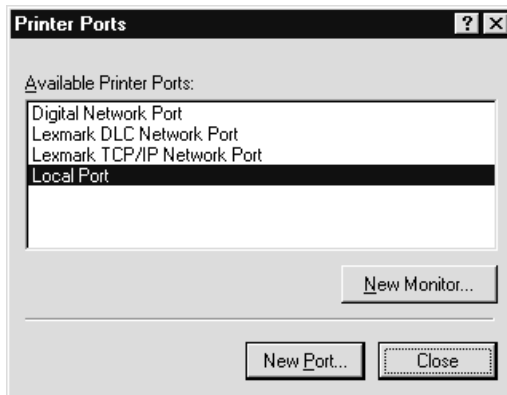 Printer Ports
? X
Available Printer Ports:
Digital Network Port
Lexmark DLC Network Port
Lexmark TCP/IP Network Port
Local Port
New Monitor...
New Port...
Close